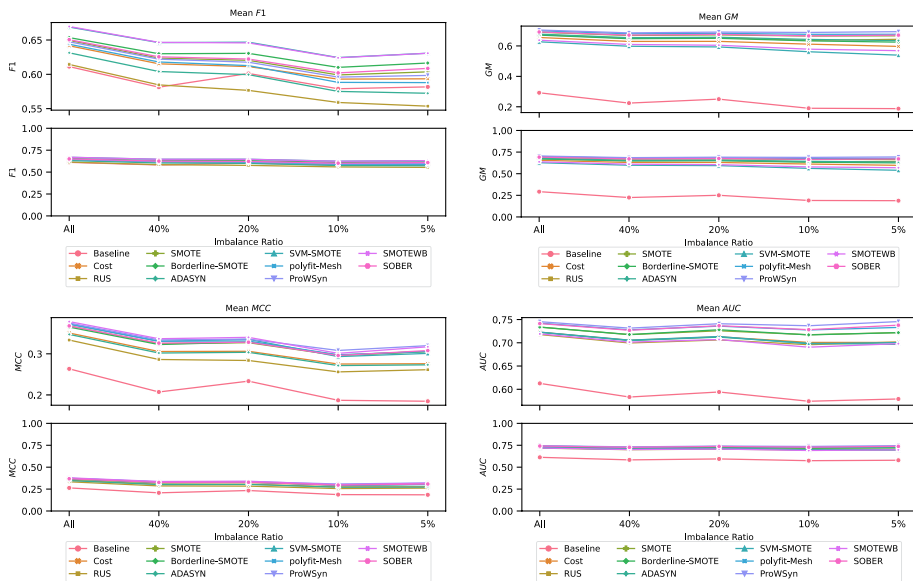 Mean F1
0.65
0.60
0.55
F1
1.00
0.75
0.50
0.25
0.00
F1
All 40% 20% 10% 5%
Imbalance Ratio
Baseline SMOTE SVM-SMOTE SMOTEWB
Cost Borderline-SMOTE polyfit-Mesh SOBER
RUS ADASYN ProWSyn
Mean GM
0.6
0.4
0.2
GM
1.00
0.75
0.50
0.25
0.00
GM
All 40% 20% 10% 5%
Imbalance Ratio
Baseline SMOTE SVM-SMOTE SMOTEWB
Cost Borderline-SMOTE polyfit-Mesh SOBER
RUS ADASYN ProWSyn
Mean MCC
0.3
0.2
MCC
1.00
0.75
0.50
0.25
0.00
MCC
All 40% 20% 10% 5%
Imbalance Ratio
Baseline SMOTE SVM-SMOTE SMOTEWB
Cost Borderline-SMOTE polyfit-Mesh SOBER
RUS ADASYN ProWSyn
Mean AUC
0.75
0.70
0.65
0.60
AUC
1.00
0.75
0.50
0.25
0.00
AUC
All 40% 20% 10% 5%
Imbalance Ratio
Baseline SMOTE SVM-SMOTE SMOTEWB
Cost Borderline-SMOTE polyfit-Mesh SOBER
RUS ADASYN ProWSyn